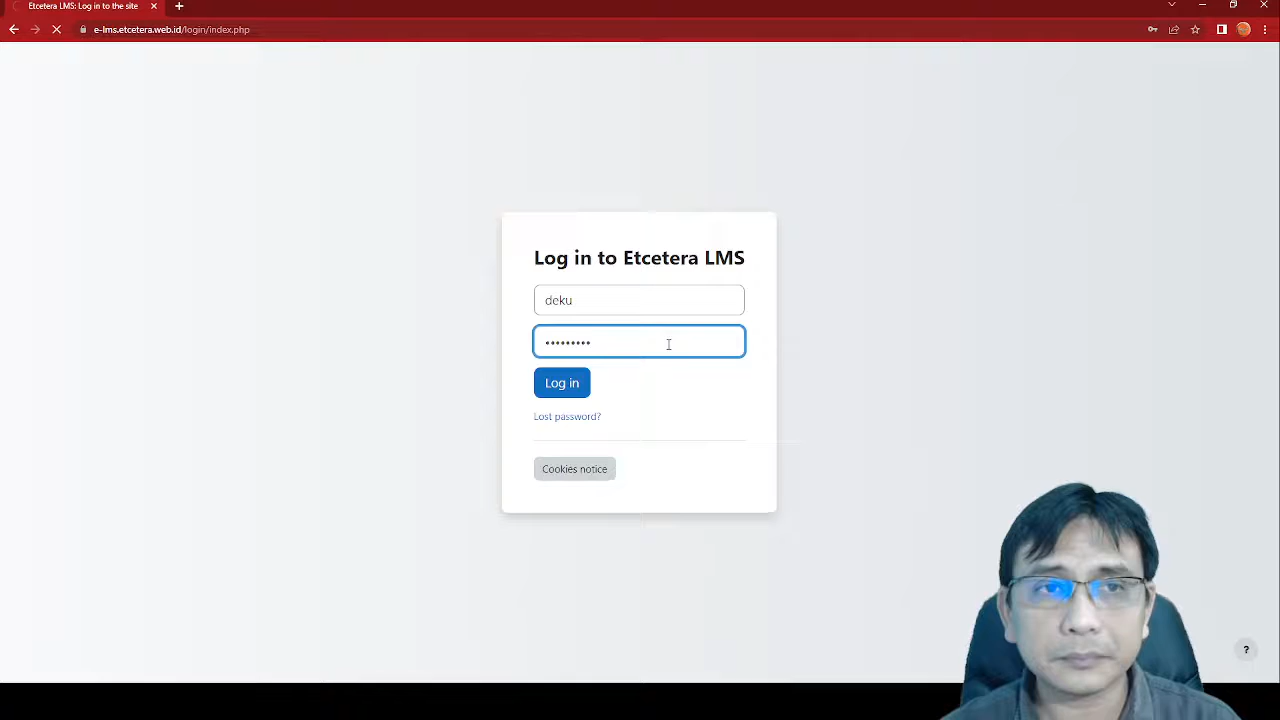 Etcetera LMS: Log in to the site
e-lms.etcetera.web.id/login/index.php
Log in to Etcetera LMS
deku
•••••••••
Log in
Lost password?
Cookies notice
?